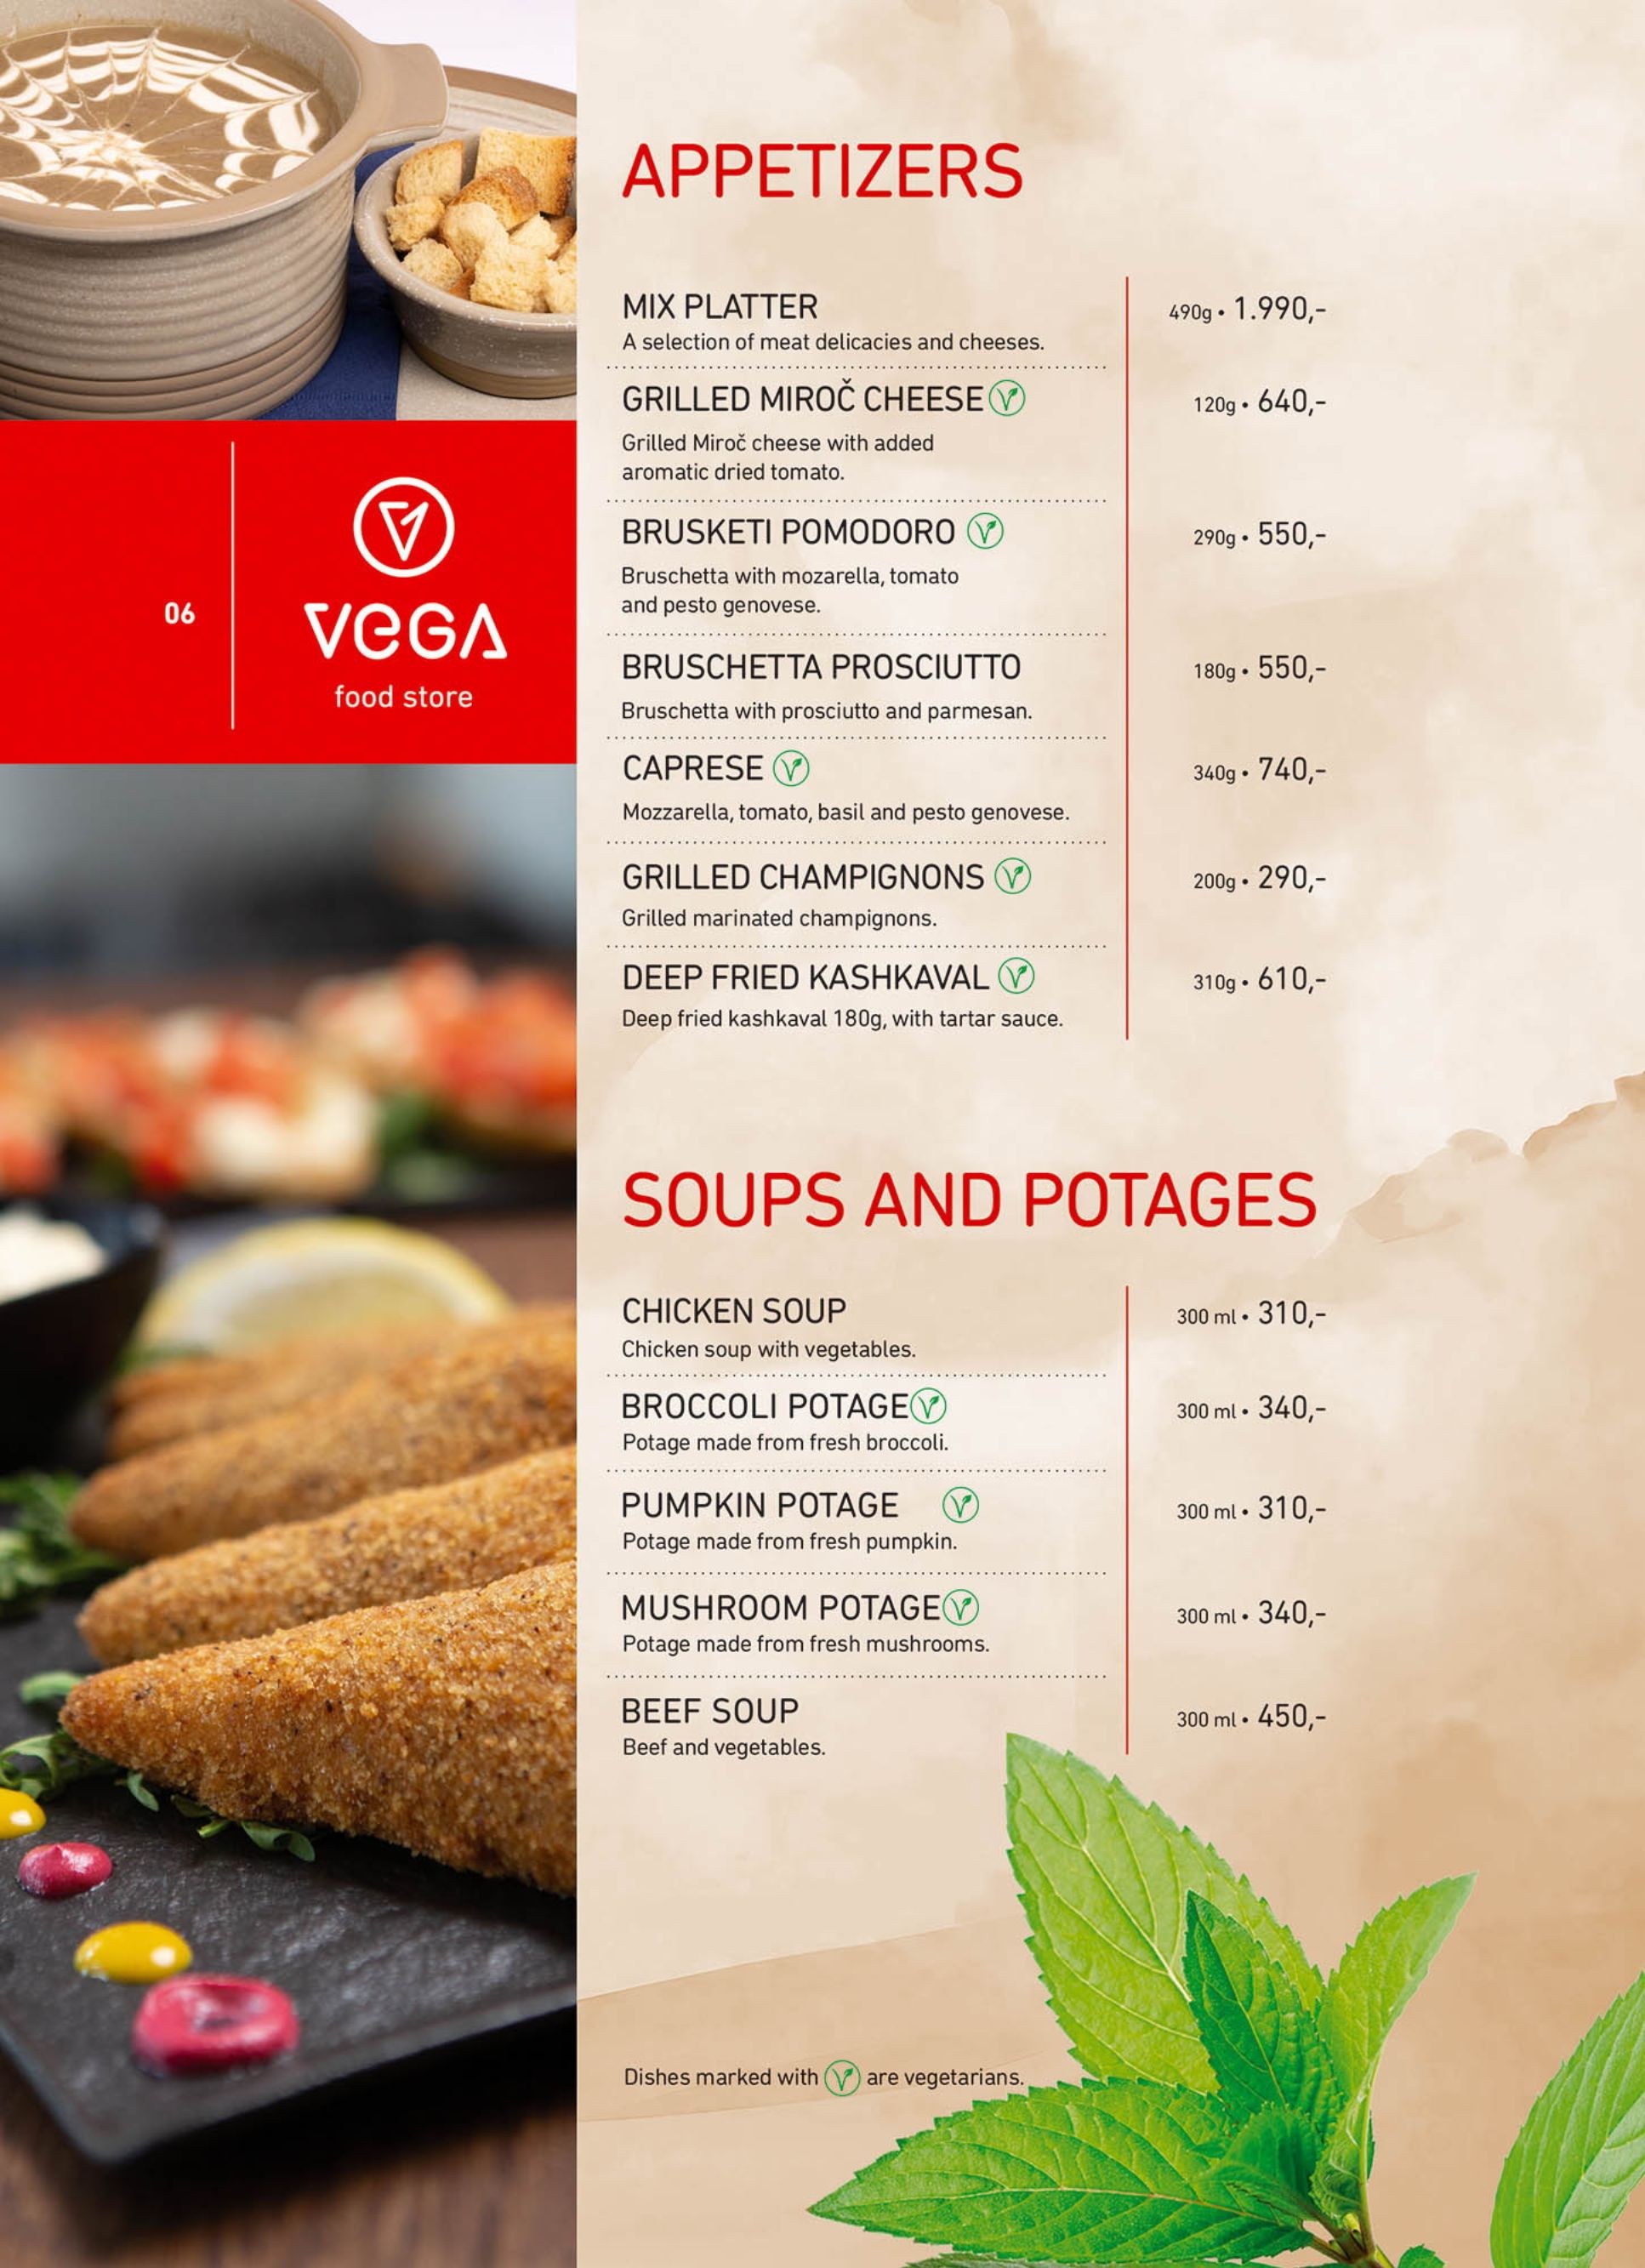 APPETIZERS
MIX PLATTER
490g • 1.990,-
A selection of meat delicacies and cheeses.
GRILLED MIROČ CHEESE
120g • 640,-
Grilled Miroč cheese with added
aromatic dried tomato.
BRUSKETI POMODORO
290g • 550,-
Bruschetta with mozarella, tomato
and pesto genovese.
BRUSCHETTA PROSCIUTTO
180g • 550,-
Bruschetta with prosciutto and parmesan.
CAPRESE
340g • 740,-
Mozzarella, tomato, basil and pesto genovese.
GRILLED CHAMPIGNONS
200g • 290,-
Grilled marinated champignons.
DEEP FRIED KASHKAVAL
310g • 610,-
Deep fried kashkaval 180g, with tartar sauce.
SOUPS AND POTAGES
CHICKEN SOUP
300 ml • 310,-
Chicken soup with vegetables.
BROCCOLI POTAGE
300 ml • 340,-
Potage made from fresh broccoli.
PUMPKIN POTAGE
300 ml • 310,-
Potage made from fresh pumpkin.
MUSHROOM POTAGE
300 ml • 340,-
Potage made from fresh mushrooms.
BEEF SOUP
300 ml • 450,-
Beef and vegetables.
Dishes marked with V are vegetarians.
06
VeGA
food store